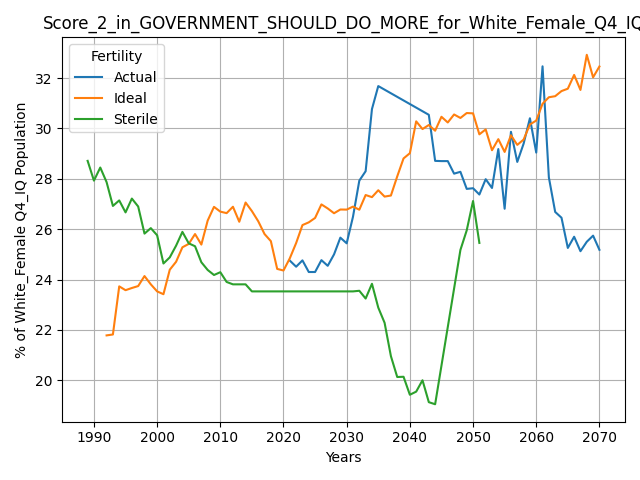 Score_2_in_GOVERNMENT_SHOULD_DO_MORE_for_White_Female_Q4_IQ
Fertility
Actual
Ideal
Sterile
% of White_Female Q4_IQ Population
32
30
28
26
24
22
20
1990 2000 2010 2020 2030 2040 2050 2060 2070
Years